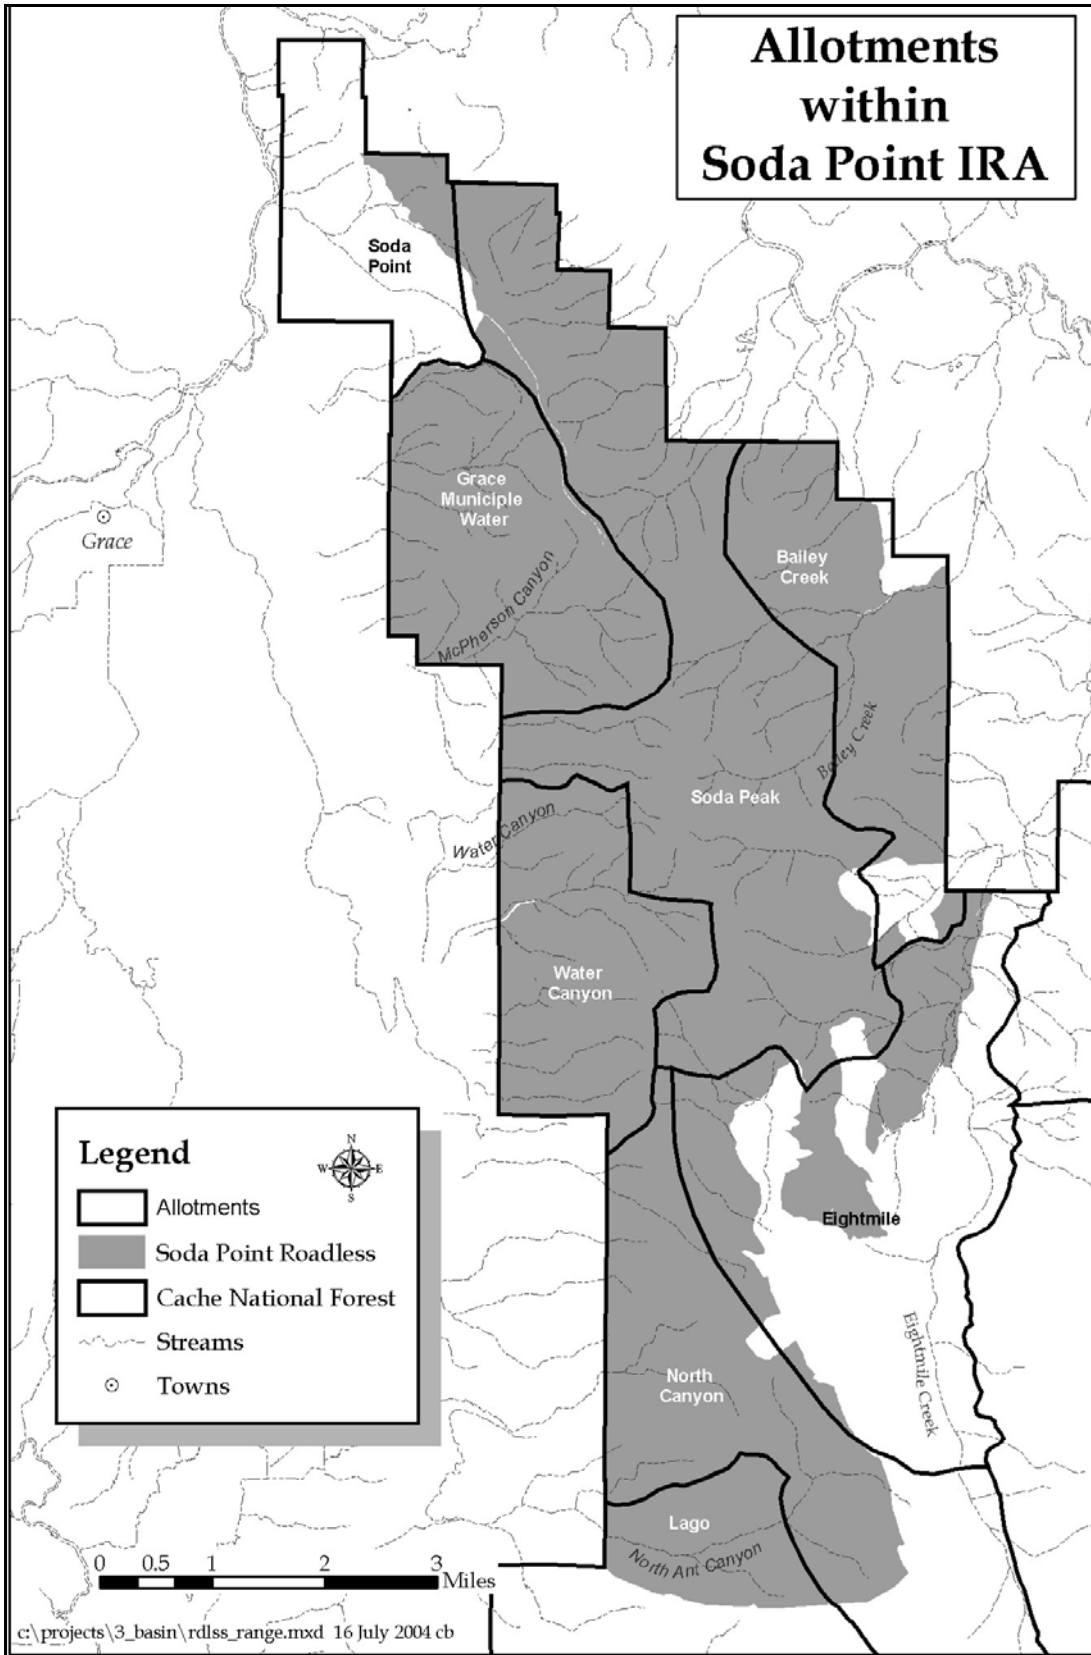 Allotments
within
Soda Point IRA
Soda
Point
Grace
Municiple
Water
Grace
McPherson Canyon
Bailey
Creek
Bailey Creek
Soda Peak
Water Canyon
Water
Canyon
Eightmile
Eightmile Creek
North
Canyon
Lago
North Ant Canyon
Legend
N
W E
S
Allotments
Soda Point Roadless
Cache National Forest
Streams
Towns
0 0.5 1 2 3
Miles
c:\projects\3_basin\rdlss_range.mxd 16 July 2004 cb